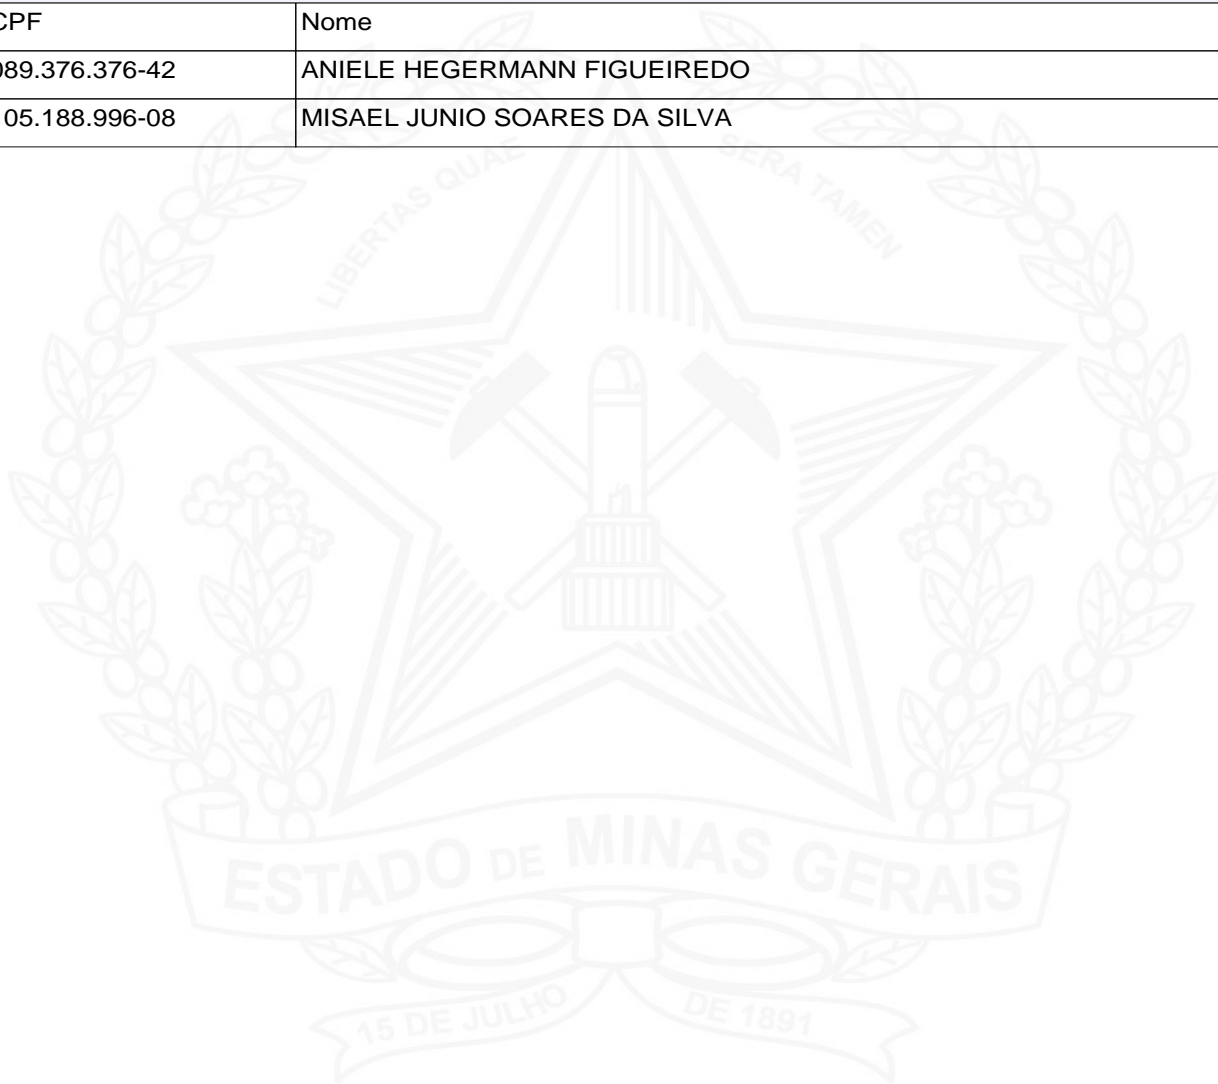 CPF Nome
089.376.376-42 ANIELE HEGERMANN FIGUEIREDO
05.188.996-08 MISAEL JUNIO SOARES DA SILVA
LIBERTAS QUAE SERA TAMEN
ESTADO DE MINAS GERAIS
15 DE JULHO DE 1891